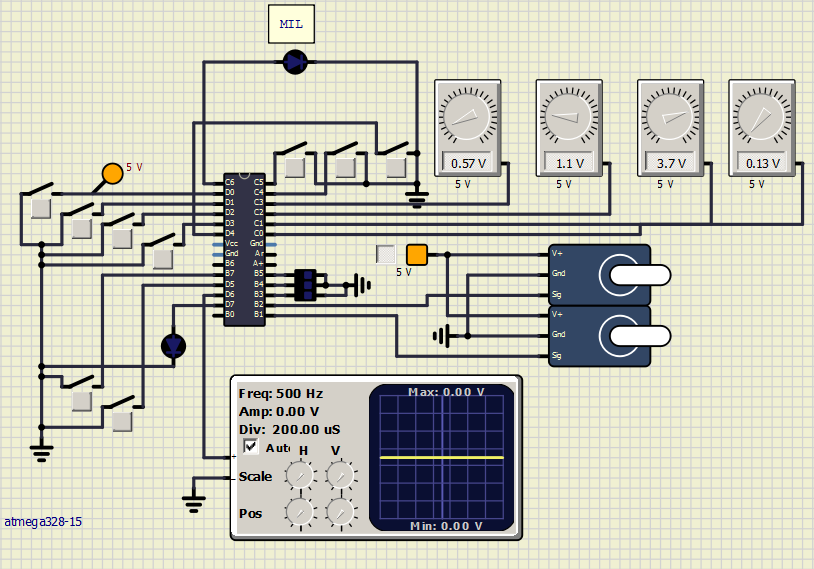 MIL
0.57 V
1.1 V
3.7 V
0.13 V
5 V
5 V
5 V
5 V
5 V
C6
D0
D1
D2
D3
D4
Vcc
Gnd
B6
B7
D5
D6
D7
B0
C5
C4
C3
C2
C1
C0
Gnd
Ar
A+
B5
B4
B3
B2
B1
5 V
V+
Gnd
Sig
V+
Gnd
Sig
Freq: 500 Hz
Amp: 0.00 V
Div: 200.00 uS
Auto
H V
Scale
Pos
+
-
Max: 0.00 V
Min: 0.00 V
atmega328-15